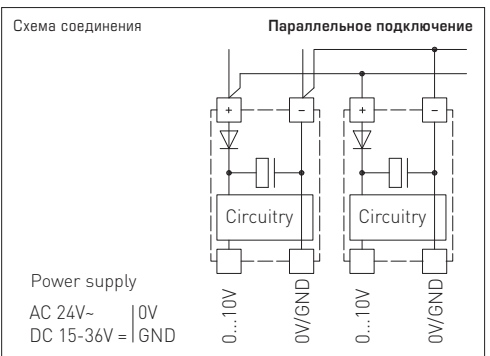 Схема соединения
Параллельное подключение
+ − + −
Circuitry Circuitry
Power supply
AC 24V~ 0V
DC 15-36V = GND
0...10V
0V/GND
0...10V
0V/GND